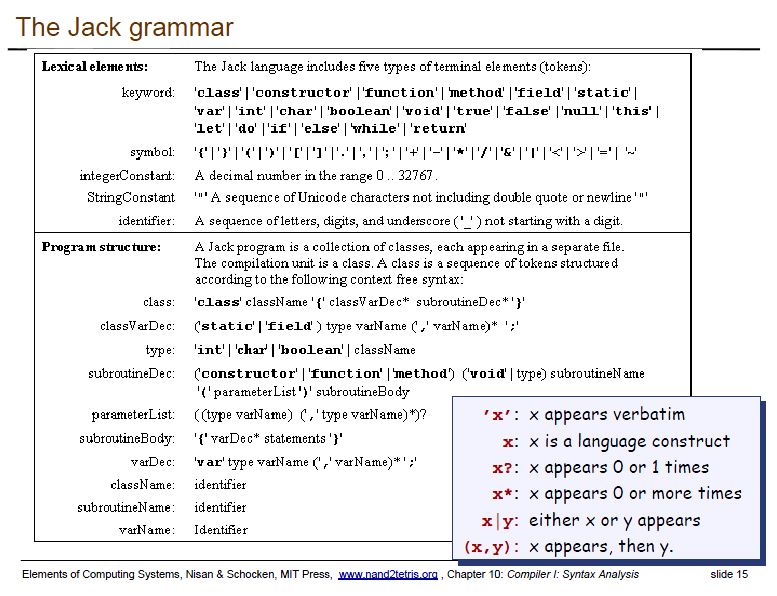 The Jack grammar
Lexical elements: The Jack language includes five types of terminal elements (tokens):
keyword: 'class'|'constructor'|'function'|'method'|'field'|'static'|
'var'|'int'|'char'|'boolean'|'void'|'true'|'false'|'null'|'this'|
'let'|'do'|'if'|'else'|'while'|'return'
symbol: '{'|'}'|'('|')'|'['|']'|'.'|','|';'|'+'|'-'|'*'|'/'|'&'|'|'|'<'|'>'|'='|'~'
integerConstant: A decimal number in the range 0 .. 32767.
StringConstant '"' A sequence of Unicode characters not including double quote or newline '"'
identifier: A sequence of letters, digits, and underscore ('_') not starting with a digit.
Program structure: A Jack program is a collection of classes, each appearing in a separate file.
The compilation unit is a class. A class is a sequence of tokens structured
according to the following context free syntax:
class: 'class' className '{' classVarDec* subroutineDec* '}'
classVarDec: ('static'|'field') type varName (',' varName)* ';'
type: 'int'|'char'|'boolean'|className
subroutineDec: ('constructor'|'function'|'method') ('void'|type) subroutineName
'(' parameterList ')' subroutineBody
parameterList: ((type varName) (',' type varName)*)?
subroutineBody: '{' varDec* statements '}'
varDec: 'var' type varName (',' varName)* ';'
className: identifier
subroutineName: identifier
varName: Identifier
'x': x appears verbatim
x: x is a language construct
x?: x appears 0 or 1 times
x*: x appears 0 or more times
x|y: either x or y appears
(x,y): x appears, then y.
Elements of Computing Systems, Nisan & Schocken, MIT Press, www.nand2tetris.org , Chapter 10: Compiler I: Syntax Analysis slide 15